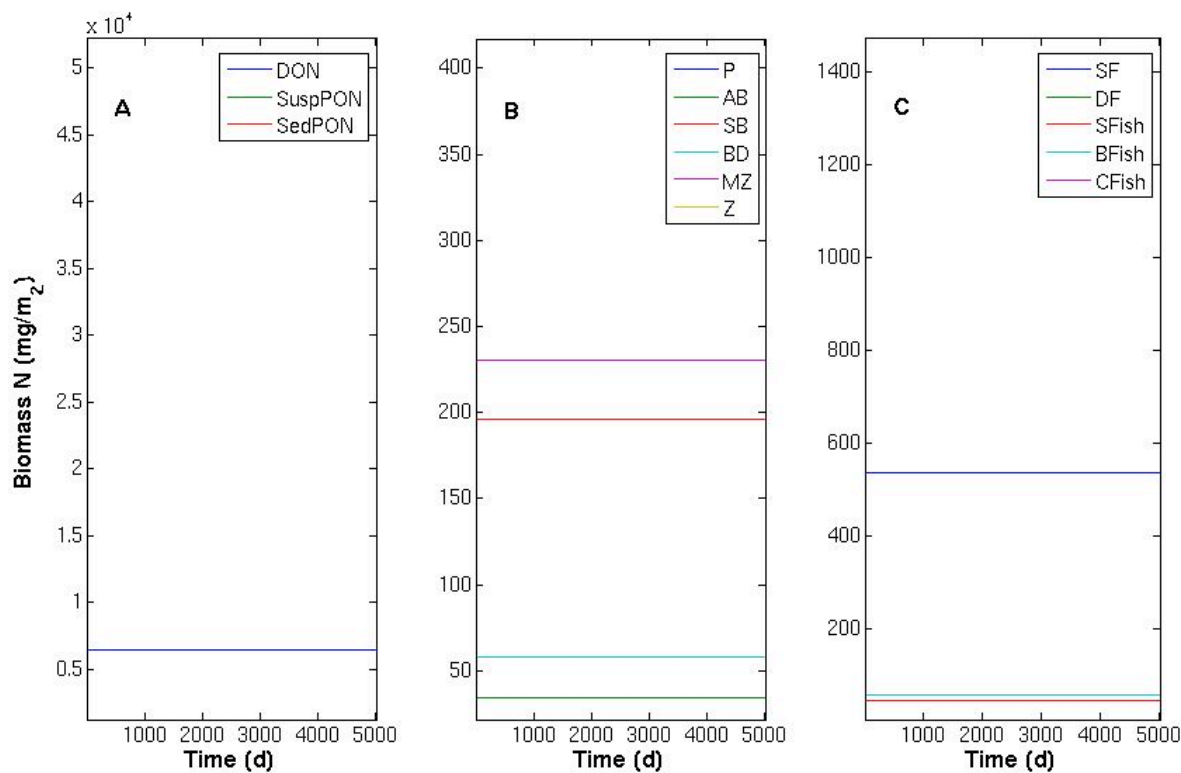 x 10^4
5
4.5
4
3.5
3
2.5
2
1.5
1
0.5
1000 2000 3000 4000 5000
Time (d)
Biomass N (mg/m_2)
A
DON
SuspPON
SedPON
400
350
300
250
200
150
100
50
1000 2000 3000 4000 5000
Time (d)
B
P
AB
SB
BD
MZ
Z
1400
1200
1000
800
600
400
200
1000 2000 3000 4000 5000
Time (d)
C
SF
DF
SFish
BFish
CFish